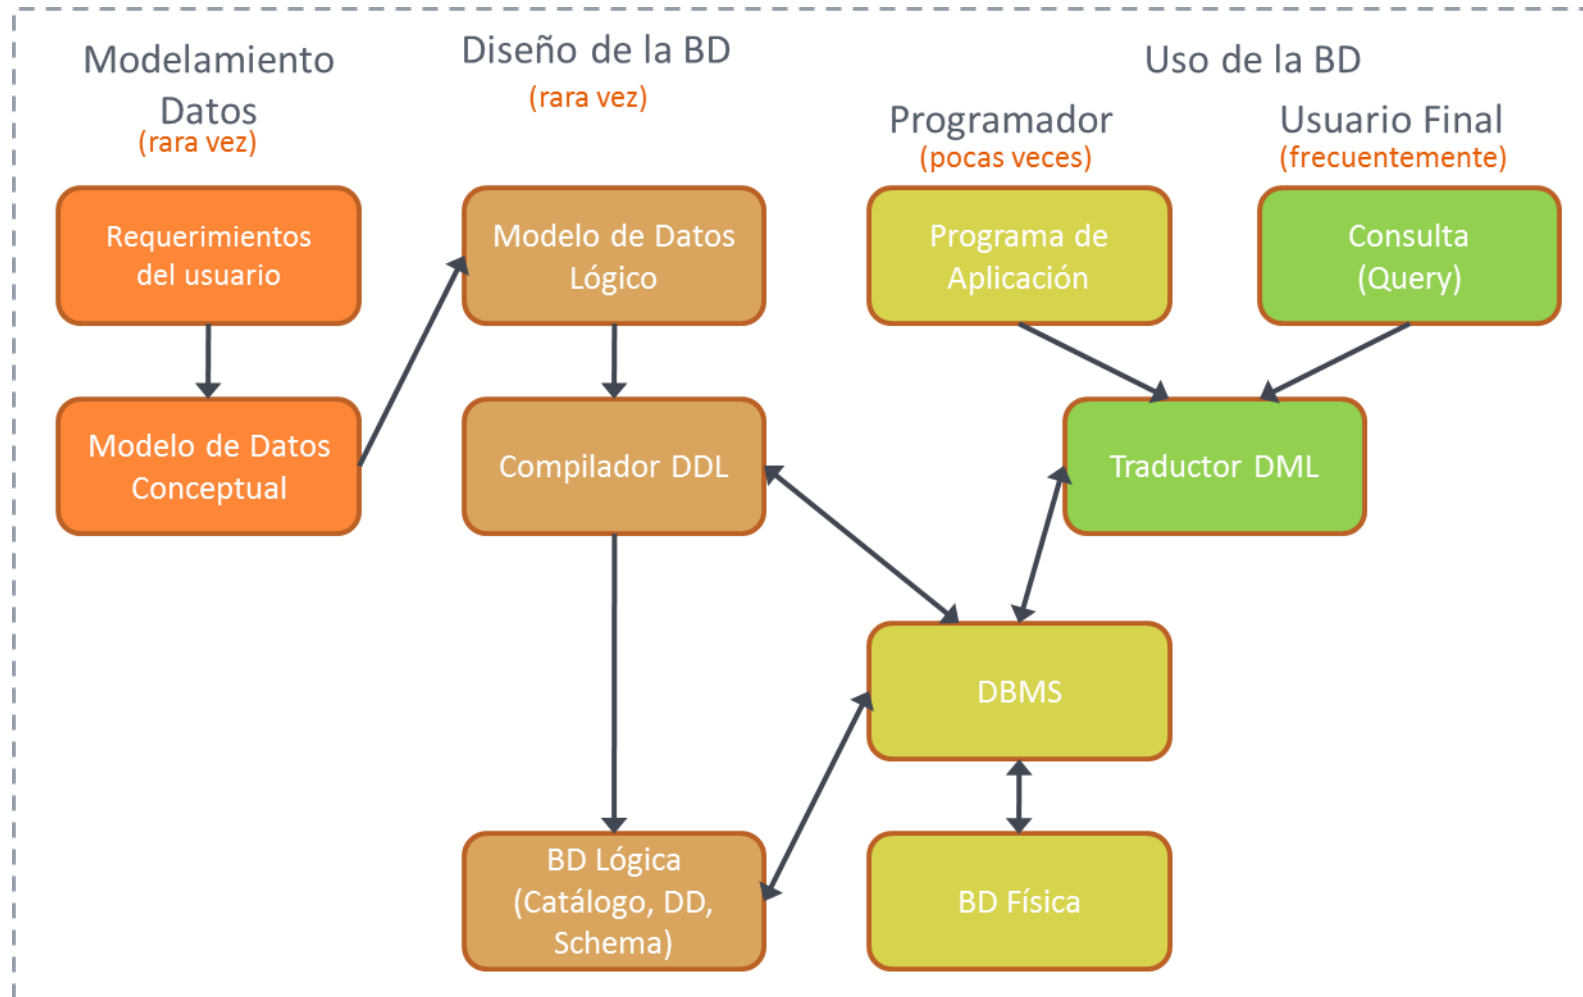 Modelamiento
Datos
(rara vez)
Diseño de la BD
(rara vez)
Uso de la BD
Programador
(pocas veces)
Usuario Final
(frecuentemente)
Requerimientos
del usuario
Modelo de Datos
Lógico
Programa de
Aplicación
Consulta
(Query)
Modelo de Datos
Conceptual
Compilador DDL
Traductor DML
DBMS
BD Lógica
(Catálogo, DD,
Schema)
BD Física